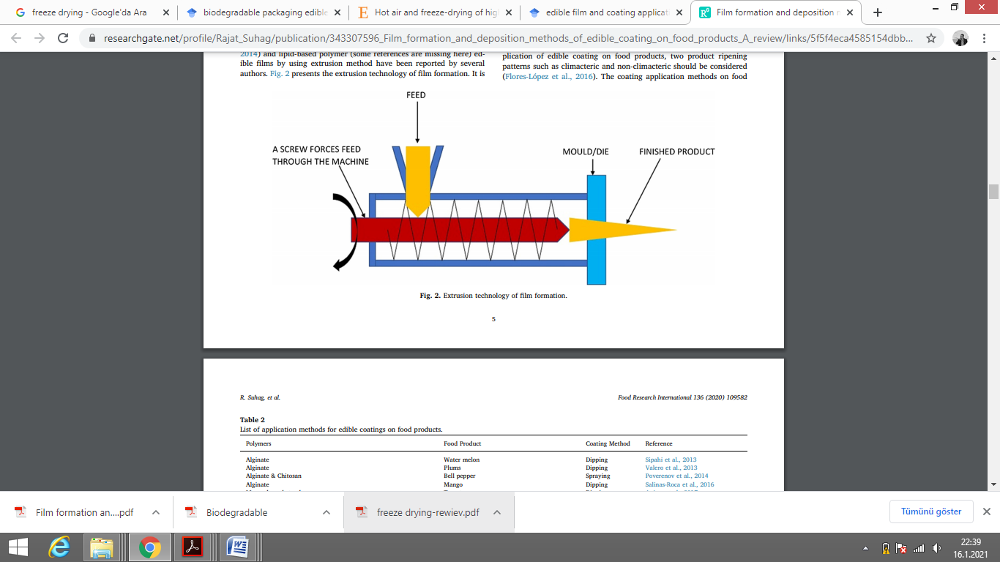 freeze drying - Google'da Ara
biodegradable packaging edible
Hot air and freeze-drying of hig
edible film and coating applicat
Film formation and deposition m
researchgate.net/profile/Rajat_Suhag/publication/343307596_Film_formation_and_deposition_methods_of_edible_coating_on_food_products_A_review/links/5f5f4eca4585154dbb...
2014) and lipid-based polymer (some references are missing here) ed-
ible films by using extrusion method have been reported by several
authors. Fig. 2 presents the extrusion technology of film formation. It is
plication of edible coating on food products, two product ripening
patterns such as climacteric and non-climacteric should be considered
(Flores-López et al., 2016). The coating application methods on food
FEED
A SCREW FORCES FEED
THROUGH THE MACHINE
MOULD/DIE
FINISHED PRODUCT
Fig. 2. Extrusion technology of film formation.
5
R. Suhag, et al.
Food Research International 136 (2020) 109582
Table 2
List of application methods for edible coatings on food products.
Polymers Food Product Coating Method Reference
Alginate Water melon Dipping Sipahi et al., 2013
Alginate Plums Dipping Valero et al., 2013
Alginate & Chitosan Bell pepper Spraying Poverenov et al., 2014
Alginate Mango Dipping Salinas-Roca et al., 2016
Film formation an....pdf
Biodegradable
freeze drying-rewiev.pdf
Tümünü göster
22:39
16.1.2021